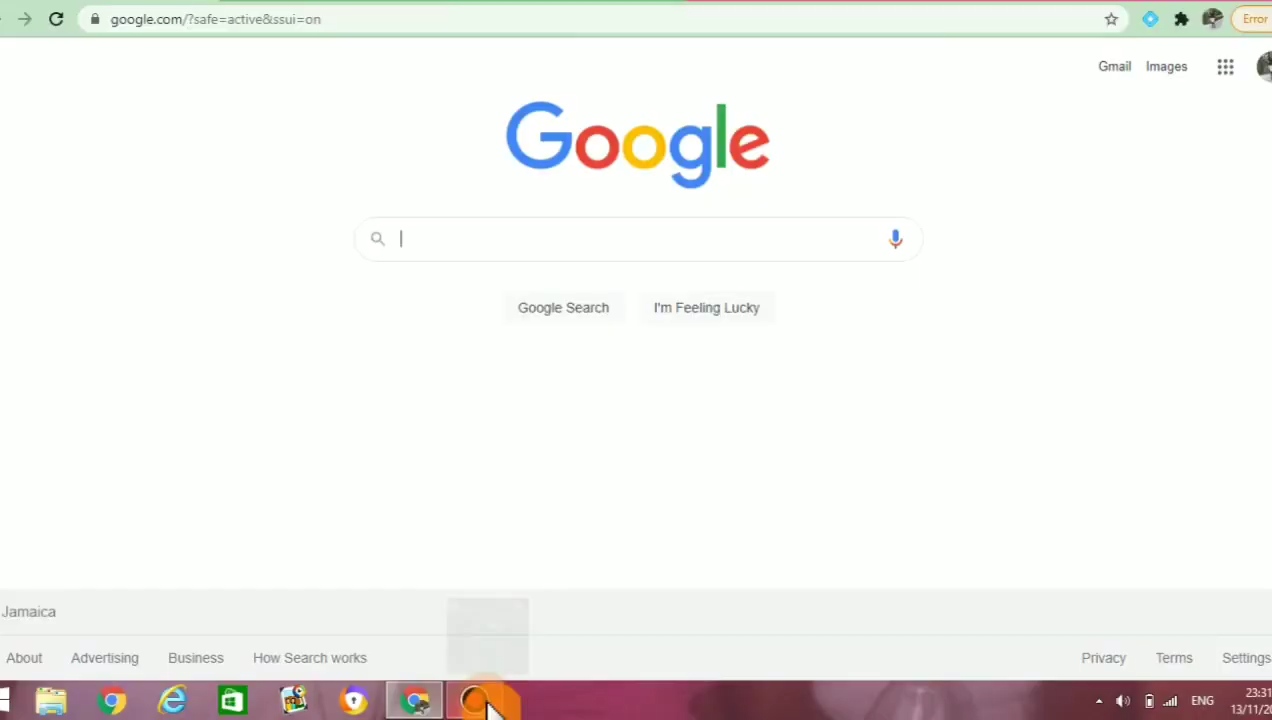 google.com/?safe=active&ssui=on
Error
Gmail Images
Google
Google Search I'm Feeling Lucky
Jamaica
About Advertising Business How Search works
Privacy Terms Settings
ENG
23:31
13/11/20